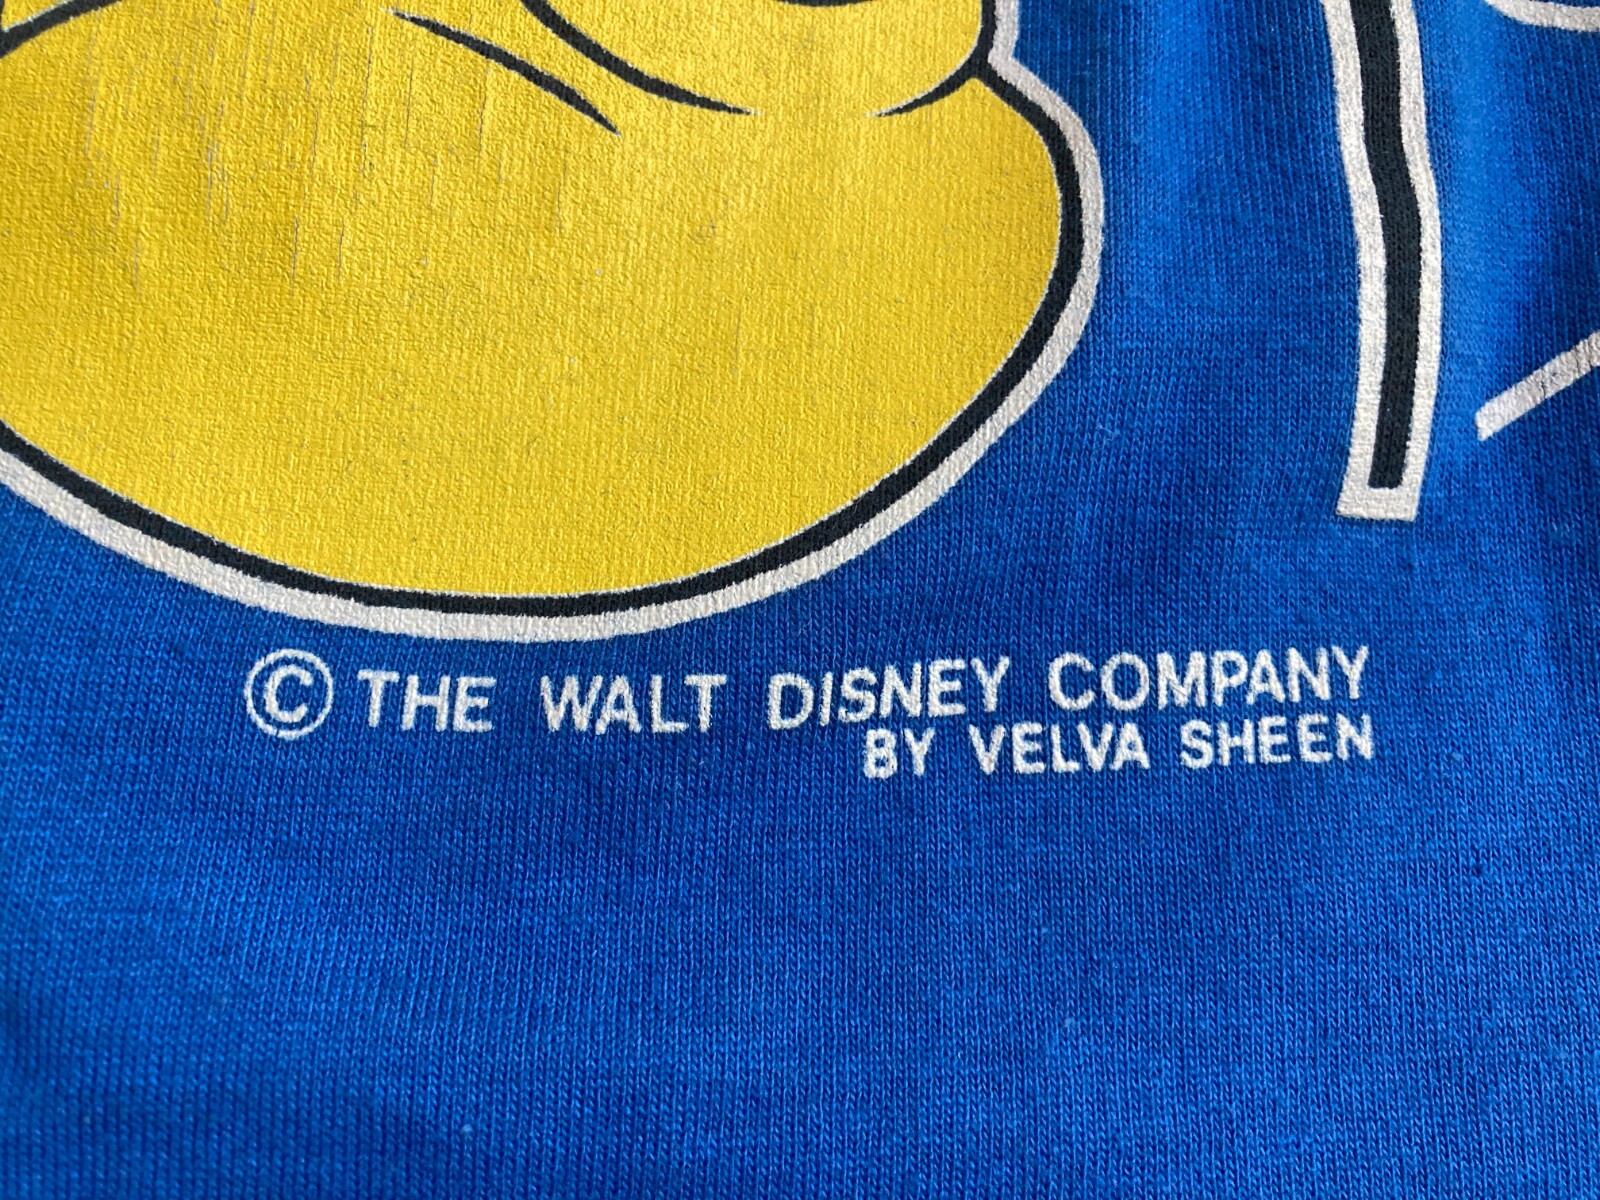 © THE WALT DISNEY COMPANY
BY VELVA SHEEN